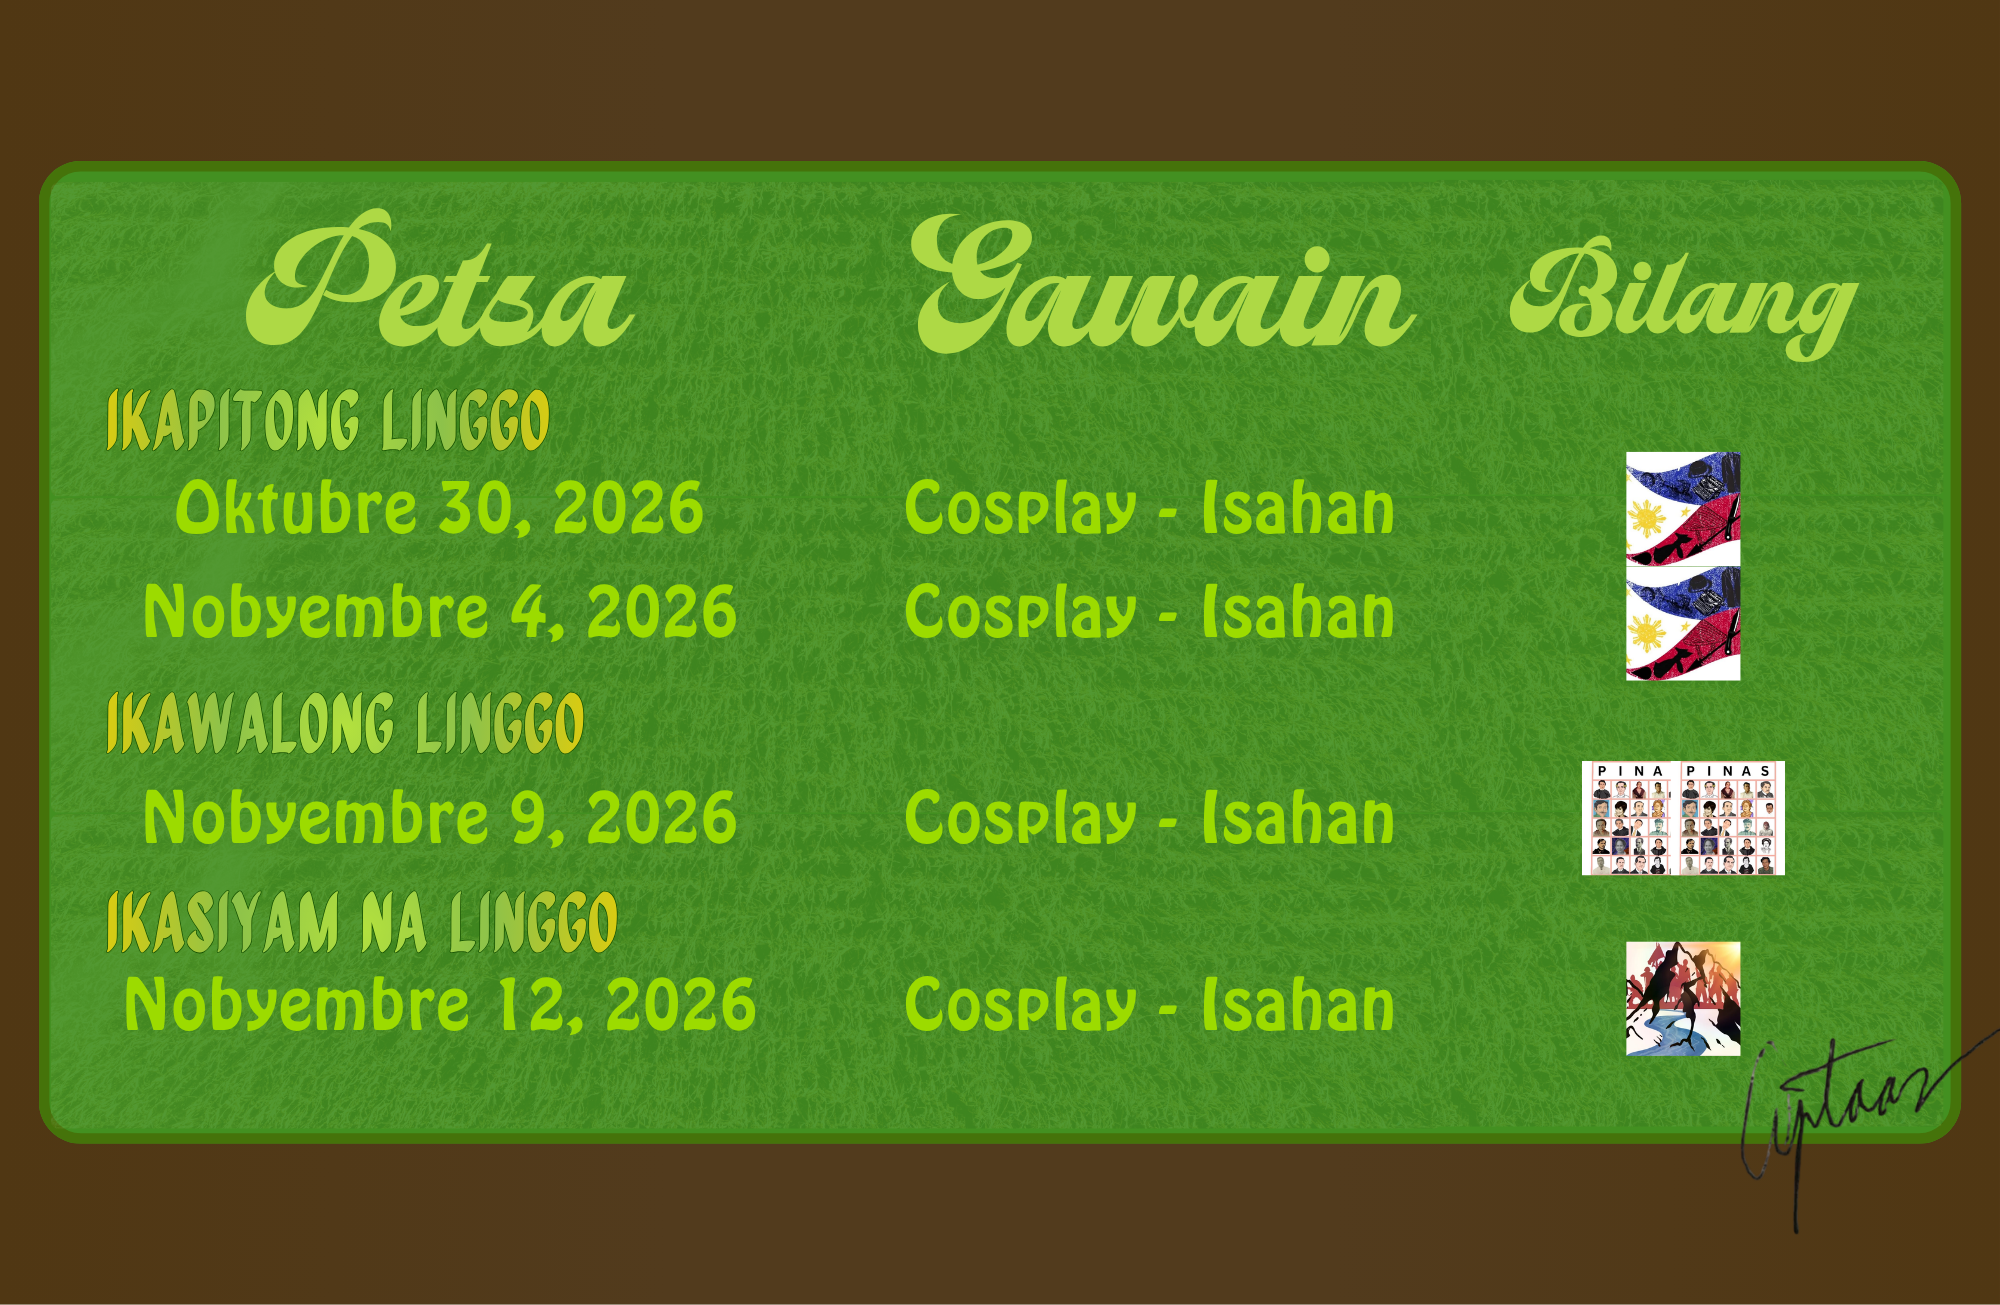 Petsa Gawain Bilang
IKAPITONG LINGGO
Oktubre 30, 2026 Cosplay - Isahan
Nobyembre 4, 2026 Cosplay - Isahan
IKAWALONG LINGGO
Nobyembre 9, 2026 Cosplay - Isahan
P I N A P I N A S
IKASIYAM NA LINGGO
Nobyembre 12, 2026 Cosplay - Isahan